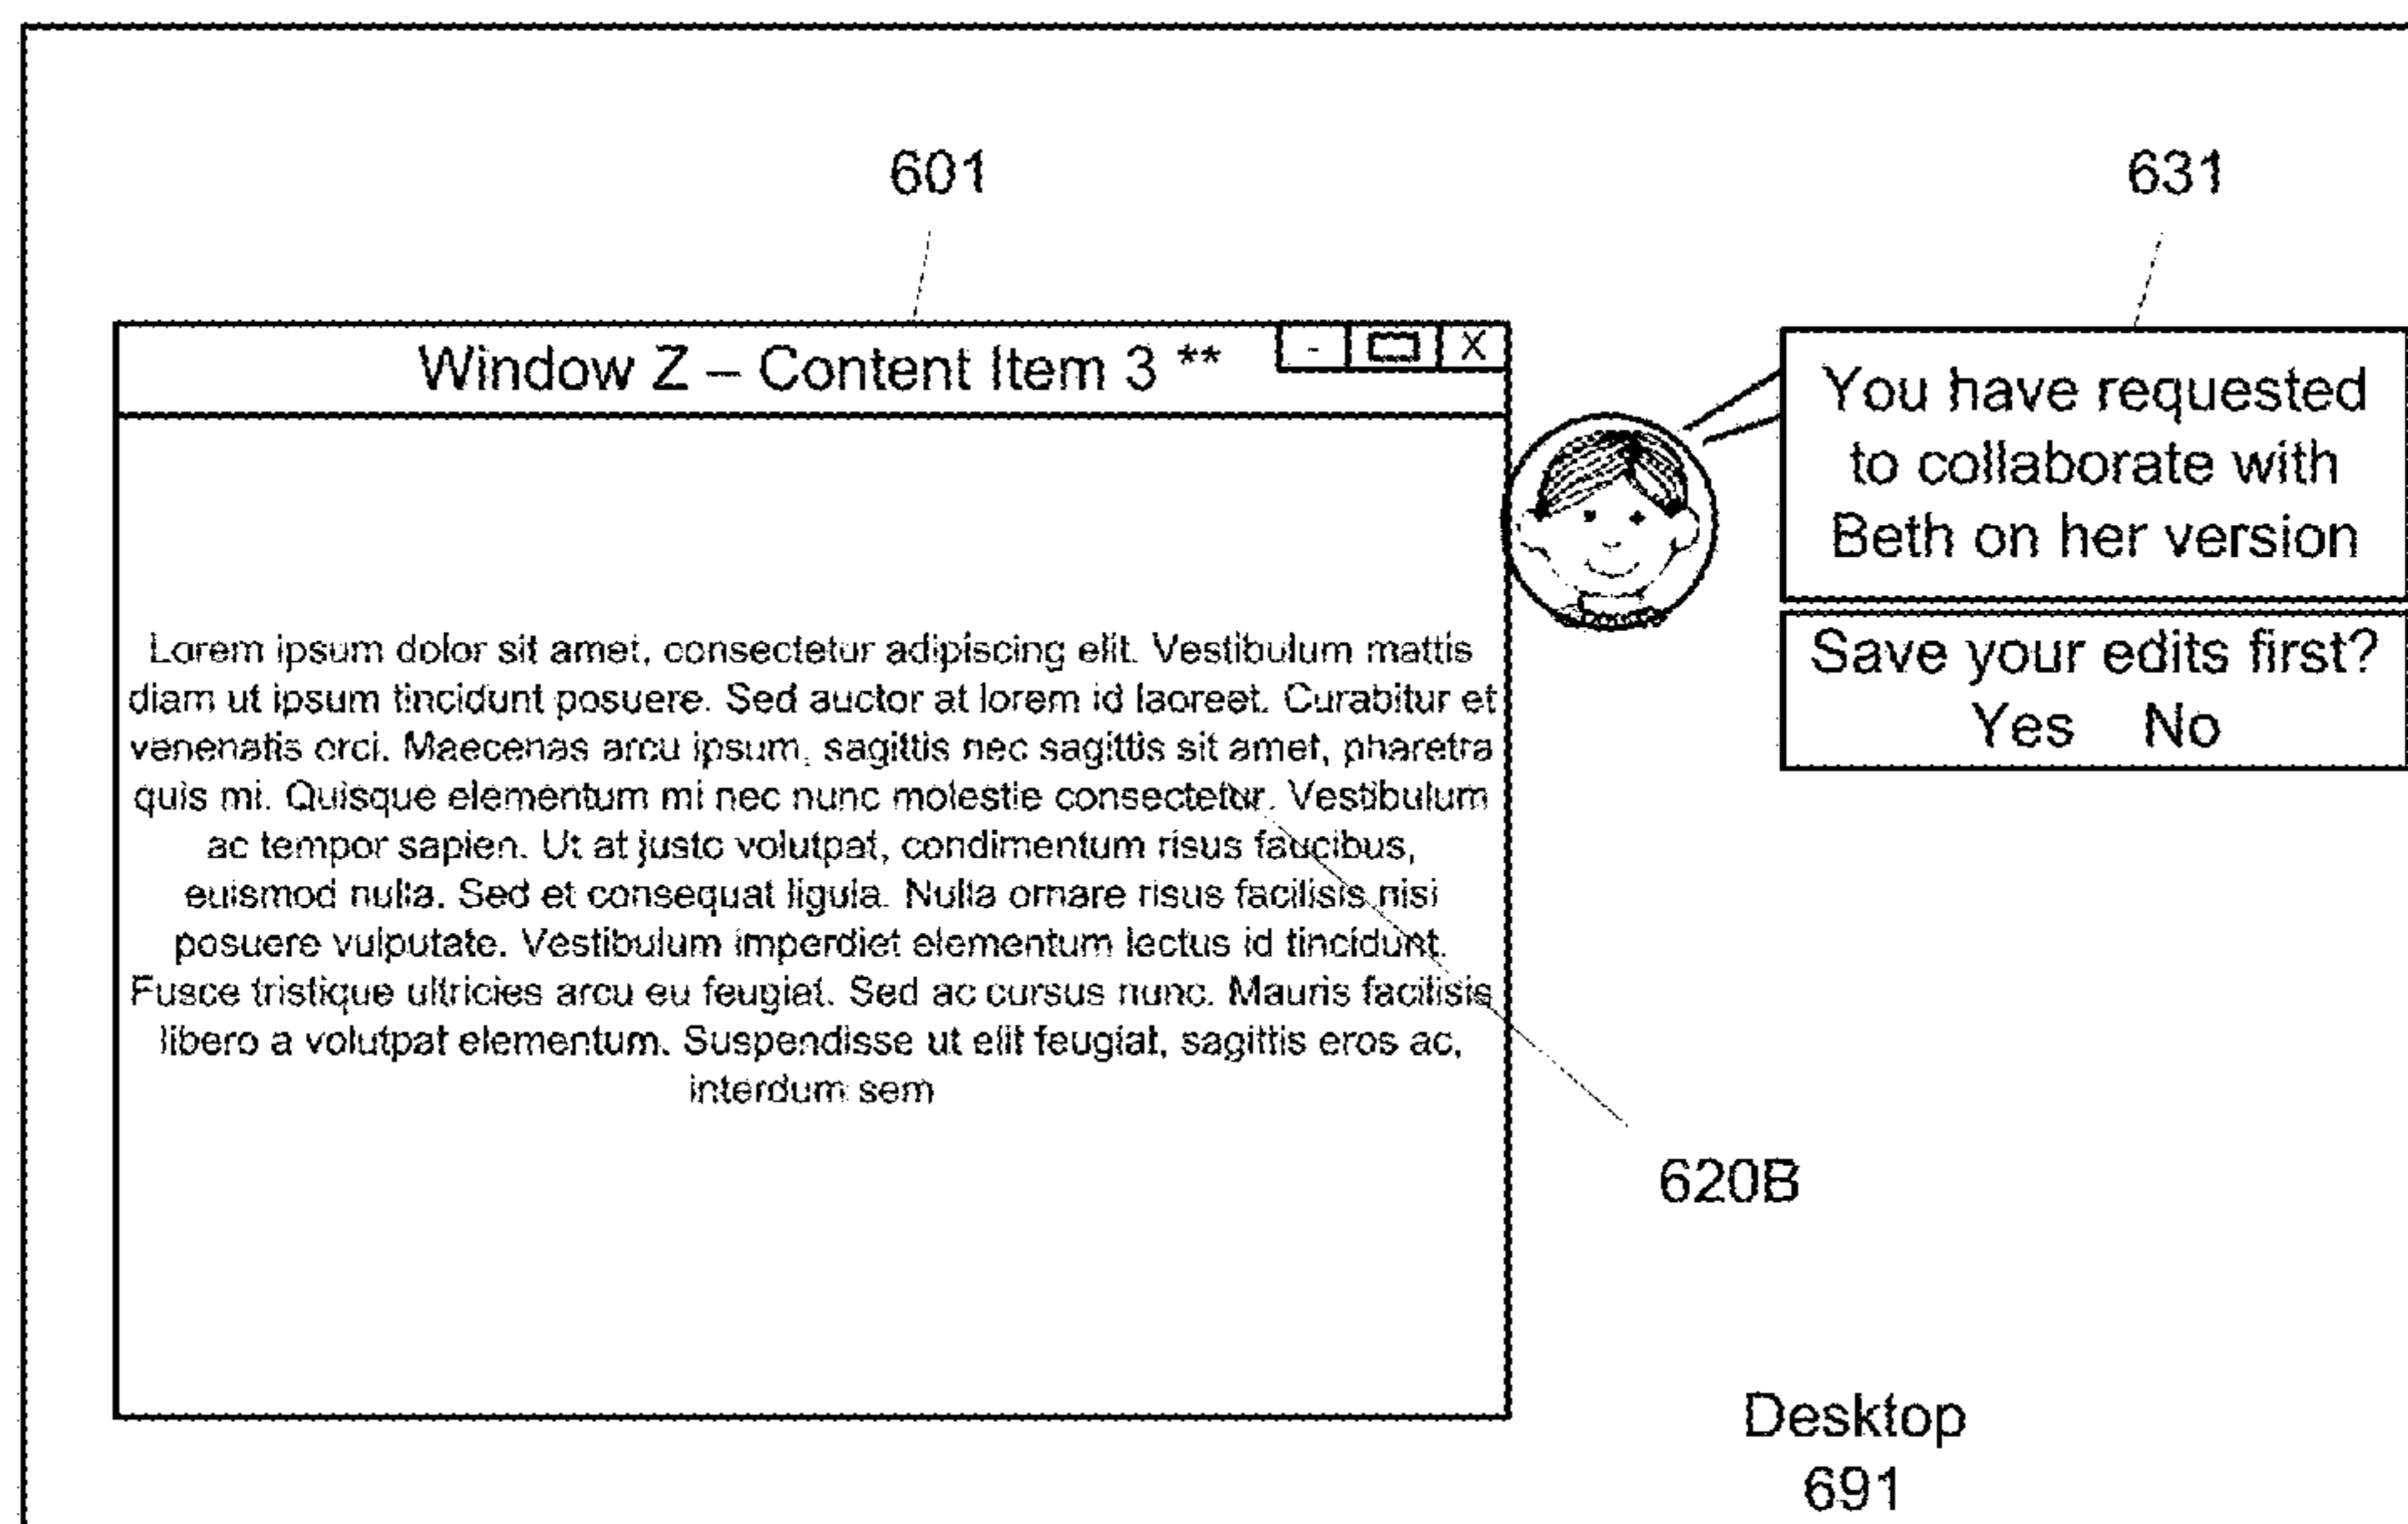 601
631
Window Z – Content Item 3 **
- X
You have requested
to collaborate with
Beth on her version
Save your edits first?
Yes No
Lorem ipsum dolor sit amet, consectetur adipiscing elit. Vestibulum mattis
diam ut ipsum tincidunt posuere. Sed auctor at lorem id laoreet. Curabitur et
venenatis orci. Maecenas arcu ipsum, sagittis nec sagittis sit amet, pharetra
quis mi. Quisque elementum mi nec nunc molestie consectetur. Vestibulum
ac tempor sapien. Ut at justo volutpat, condimentum risus faucibus,
euismod nulla. Sed et consequat ligula. Nulla ornare risus facilisis nisi
posuere vulputate. Vestibulum imperdiet elementum lectus id tincidunt.
Fusce tristique ultricies arcu eu feugiat. Sed ac cursus nunc. Mauris facilisis
libero a volutpat elementum. Suspendisse ut elit feugiat, sagittis eros ac,
interdum sem
620B
Desktop
691